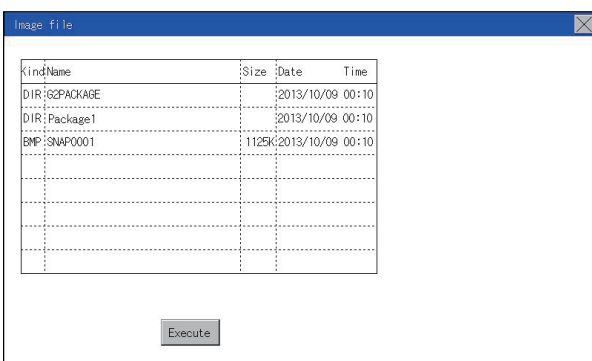 Image file
Kind Name Size Date Time
DIR G2PACKAGE 2013/10/09 00:10
DIR Package1 2013/10/09 00:10
BMP SNAP0001 1125K 2013/10/09 00:10
Execute